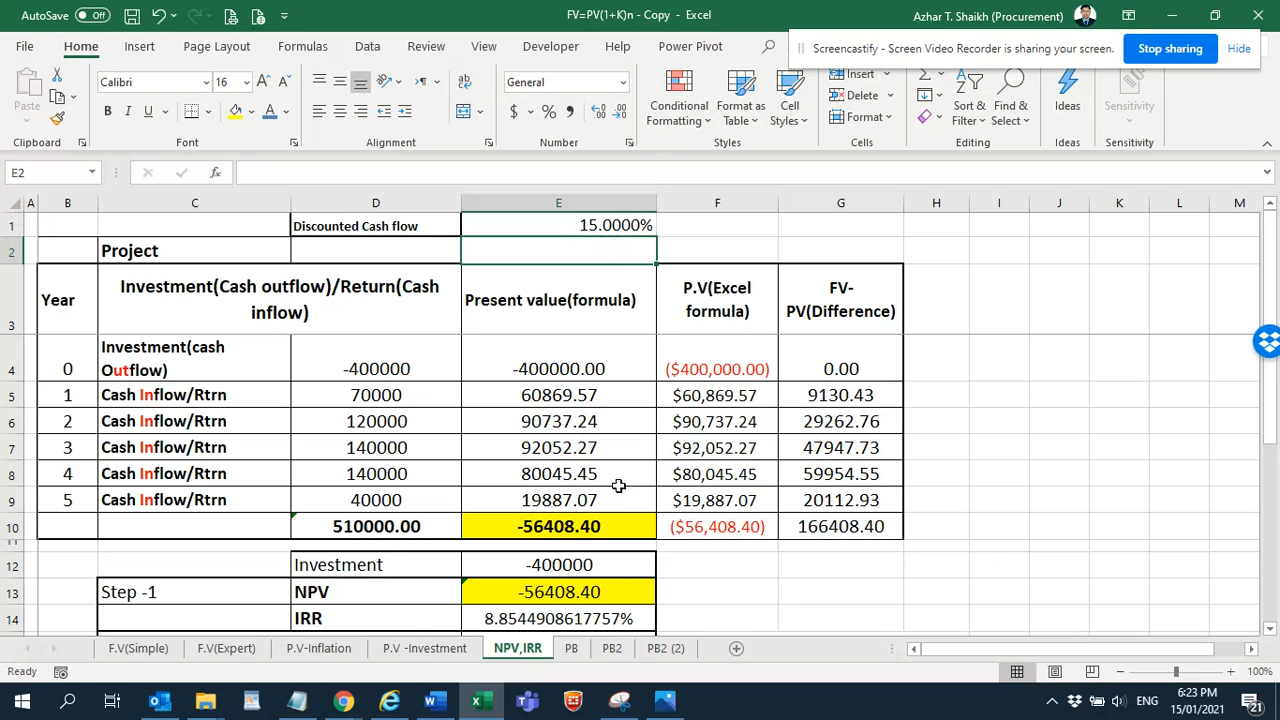 AutoSave Off
FV=PV(1+K)n - Copy - Excel
Azhar T. Shaikh (Procurement)
File Home Insert Page Layout Formulas Data Review View Developer Help Power Pivot
Screencastify - Screen Video Recorder is sharing your screen. Stop sharing Hide
Paste
Calibri 16 A A
B I U A
ab
General
$ % 9
Conditional Formatting
Format as Table
Cell Styles
Insert
Delete
Format
Sort & Filter
Find & Select
Ideas
Sensitivity
Clipboard Font Alignment Number Styles Cells Editing Ideas Sensitivity
E2 fx
A B C D E F G H I J K L M
1 Discounted Cash flow 15.0000%
2 Project
3 Year Investment(Cash outflow)/Return(Cash inflow) Present value(formula) P.V(Excel formula) FV-PV(Difference)
4 0 Investment(cash Outflow) -400000 -400000.00 ($400,000.00) 0.00
5 1 Cash Inflow/Rtrn 70000 60869.57 $60,869.57 9130.43
6 2 Cash Inflow/Rtrn 120000 90737.24 $90,737.24 29262.76
7 3 Cash Inflow/Rtrn 140000 92052.27 $92,052.27 47947.73
8 4 Cash Inflow/Rtrn 140000 80045.45 $80,045.45 59954.55
9 5 Cash Inflow/Rtrn 40000 19887.07 $19,887.07 20112.93
10 510000.00 -56408.40 ($56,408.40) 166408.40
12 Investment -400000
13 Step -1 NPV -56408.40
14 IRR 8.8544908617757%
F.V(Simple) F.V(Expert) P.V-Inflation P.V -Investment NPV,IRR PB PB2 PB2 (2)
Ready
100%
ENG
6:23 PM
15/01/2021
21